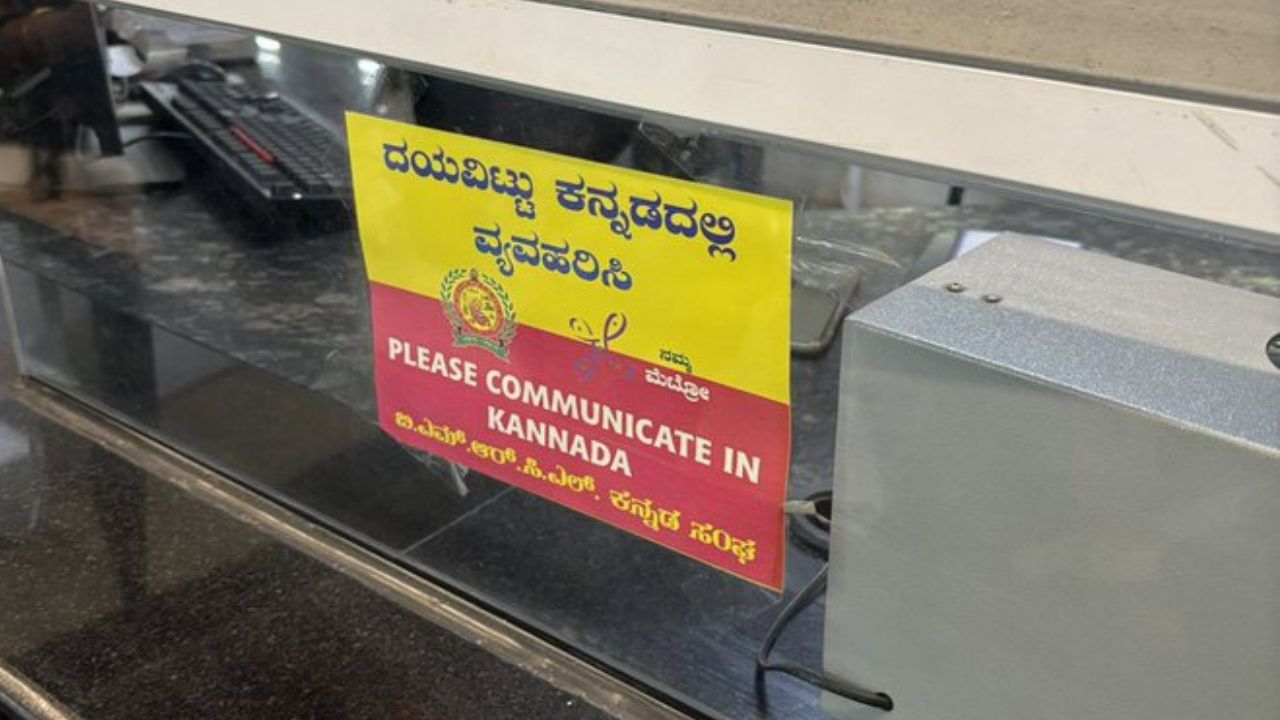 ದಯವಿಟ್ಟು ಕನ್ನಡದಲ್ಲಿ
ವ್ಯವಹರಿಸಿ
ನಮ್ಮ
ಮೆಟ್ರೋ
PLEASE COMMUNICATE IN
KANNADA
ಬಿ.ಎಮ್.ಆರ್.ಸಿ.ಎಲ್. ಕನ್ನಡ ಸಂಘ